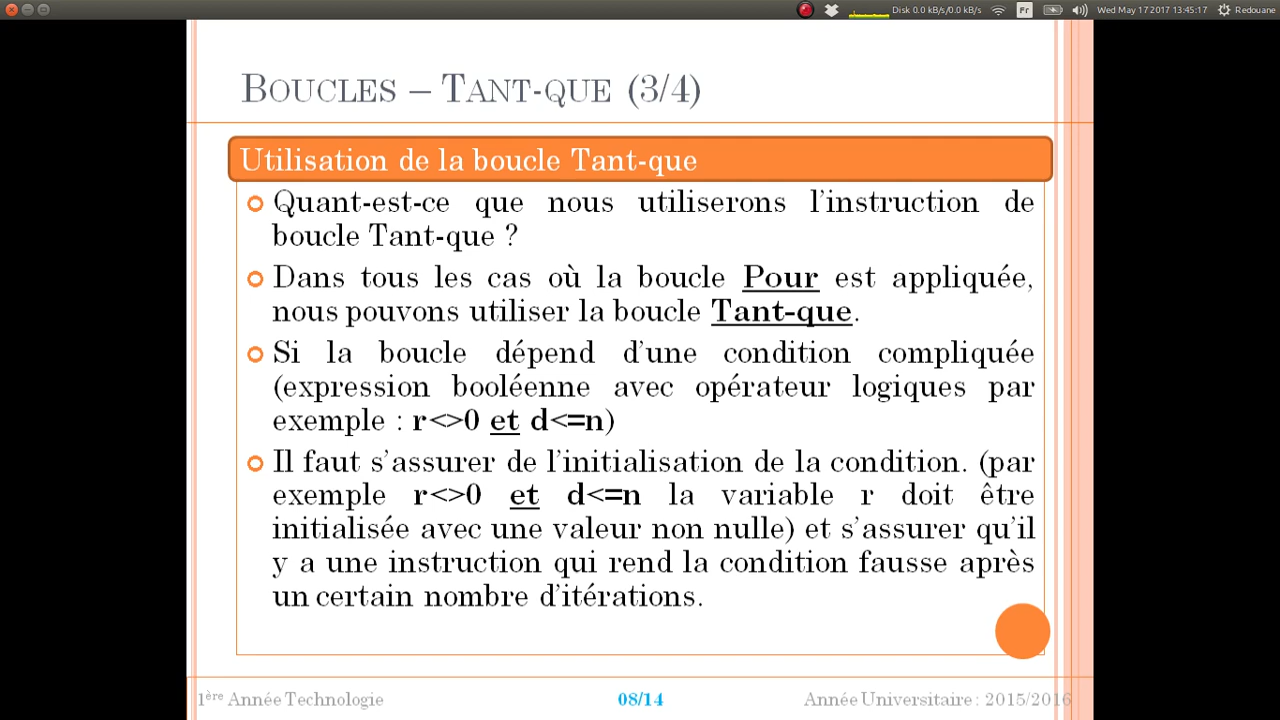 Disk 0.0 kB/s/0.0 kB/s Fr Wed May 17 2017 13:45:17 Redouane
BOUCLES – TANT-QUE (3/4)
Utilisation de la boucle Tant-que
Quant-est-ce que nous utiliserons l'instruction de
boucle Tant-que ?
Dans tous les cas où la boucle Pour est appliquée,
nous pouvons utiliser la boucle Tant-que.
Si la boucle dépend d'une condition compliquée
(expression booléenne avec opérateur logiques par
exemple : r<>0 et d<=n)
Il faut s'assurer de l'initialisation de la condition. (par
exemple r<>0 et d<=n la variable r doit être
initialisée avec une valeur non nulle) et s'assurer qu'il
y a une instruction qui rend la condition fausse après
un certain nombre d'itérations.
1ère Année Technologie 08/14 Année Universitaire : 2015/2016